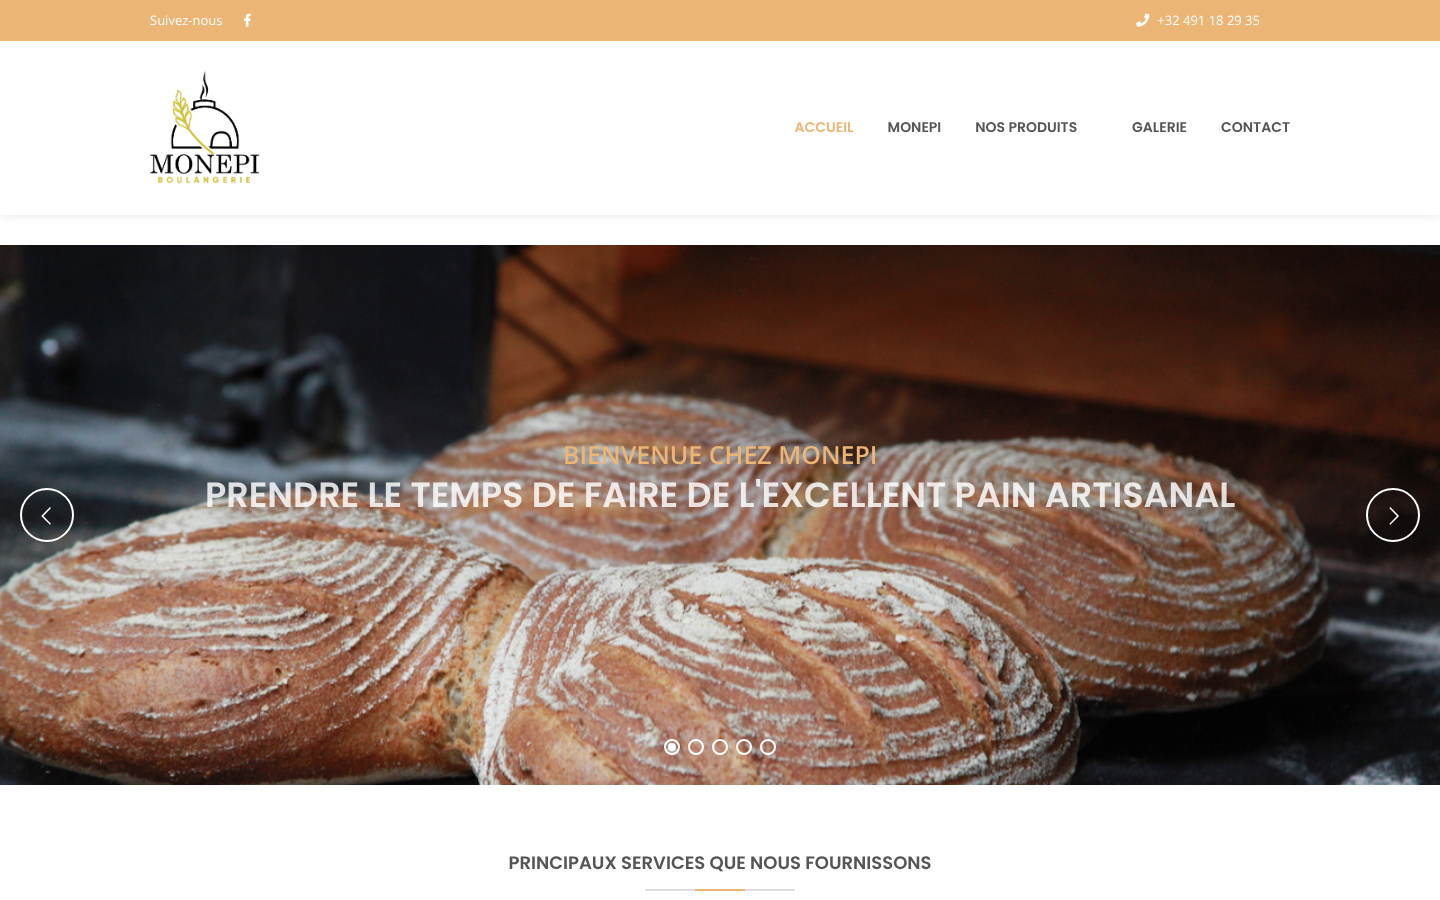 Suivez-nous
+32 491 18 29 35
MONEPI
BOULANGERIE
ACCUEIL
MONEPI
NOS PRODUITS
GALERIE
CONTACT
BIENVENUE CHEZ MONEPI
PRENDRE LE TEMPS DE FAIRE DE L'EXCELLENT PAIN ARTISANAL
PRINCIPAUX SERVICES QUE NOUS FOURNISSONS